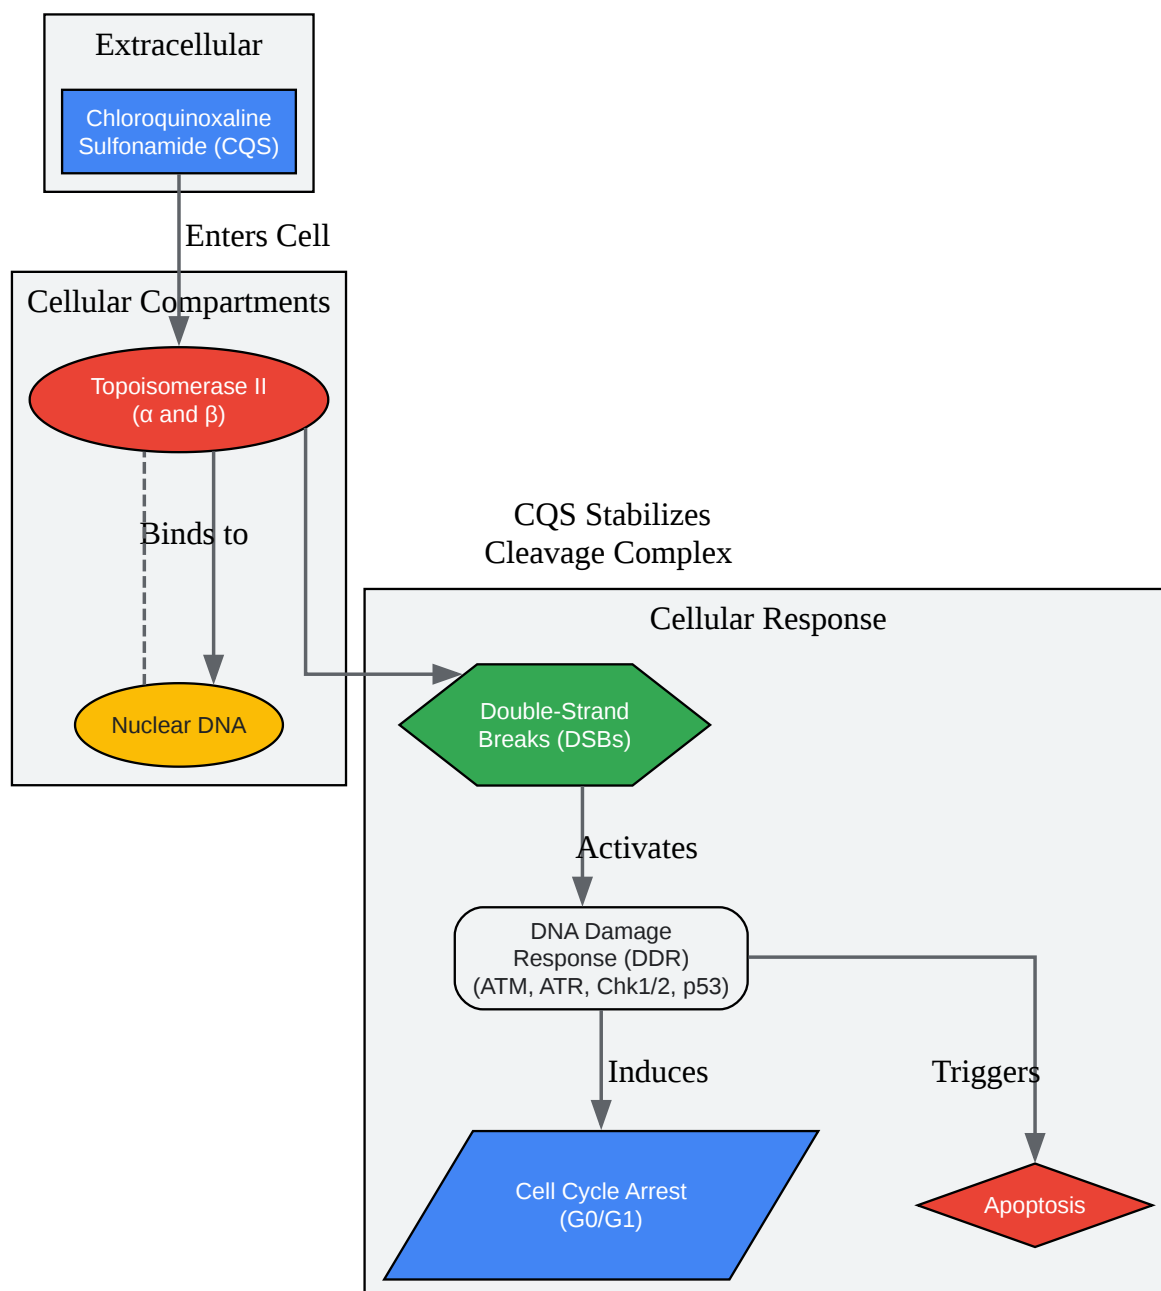 Extracellular
Chloroquinoxaline
Sulfonamide (CQS)
Enters Cell
Cellular Compartments
Topoisomerase II
(α and β)
Binds to
Nuclear DNA
CQS Stabilizes
Cleavage Complex
Cellular Response
Double-Strand
Breaks (DSBs)
Activates
DNA Damage
Response (DDR)
(ATM, ATR, Chk1/2, p53)
Induces
Triggers
Cell Cycle Arrest
(G0/G1)
Apoptosis